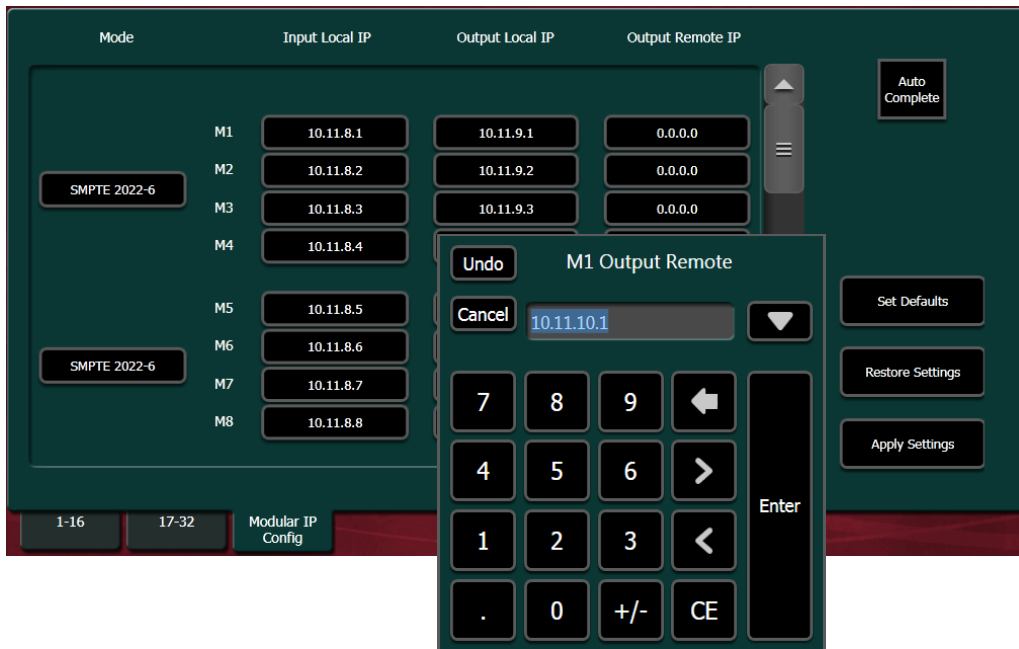 Mode Input Local IP Output Local IP Output Remote IP
Auto
Complete
M1 10.11.8.1 10.11.9.1 0.0.0.0
M2 10.11.8.2 10.11.9.2 0.0.0.0
SMPTE 2022-6
M3 10.11.8.3 10.11.9.3 0.0.0.0
M4 10.11.8.4
M5 10.11.8.5
M6 10.11.8.6
SMPTE 2022-6
M7 10.11.8.7
M8 10.11.8.8
Undo M1 Output Remote
Cancel 10.11.10.1
7 8 9
4 5 6 >
Enter
1 2 3 <
. 0 +/- CE
Set Defaults
Restore Settings
Apply Settings
1-16 17-32 Modular IP
Config